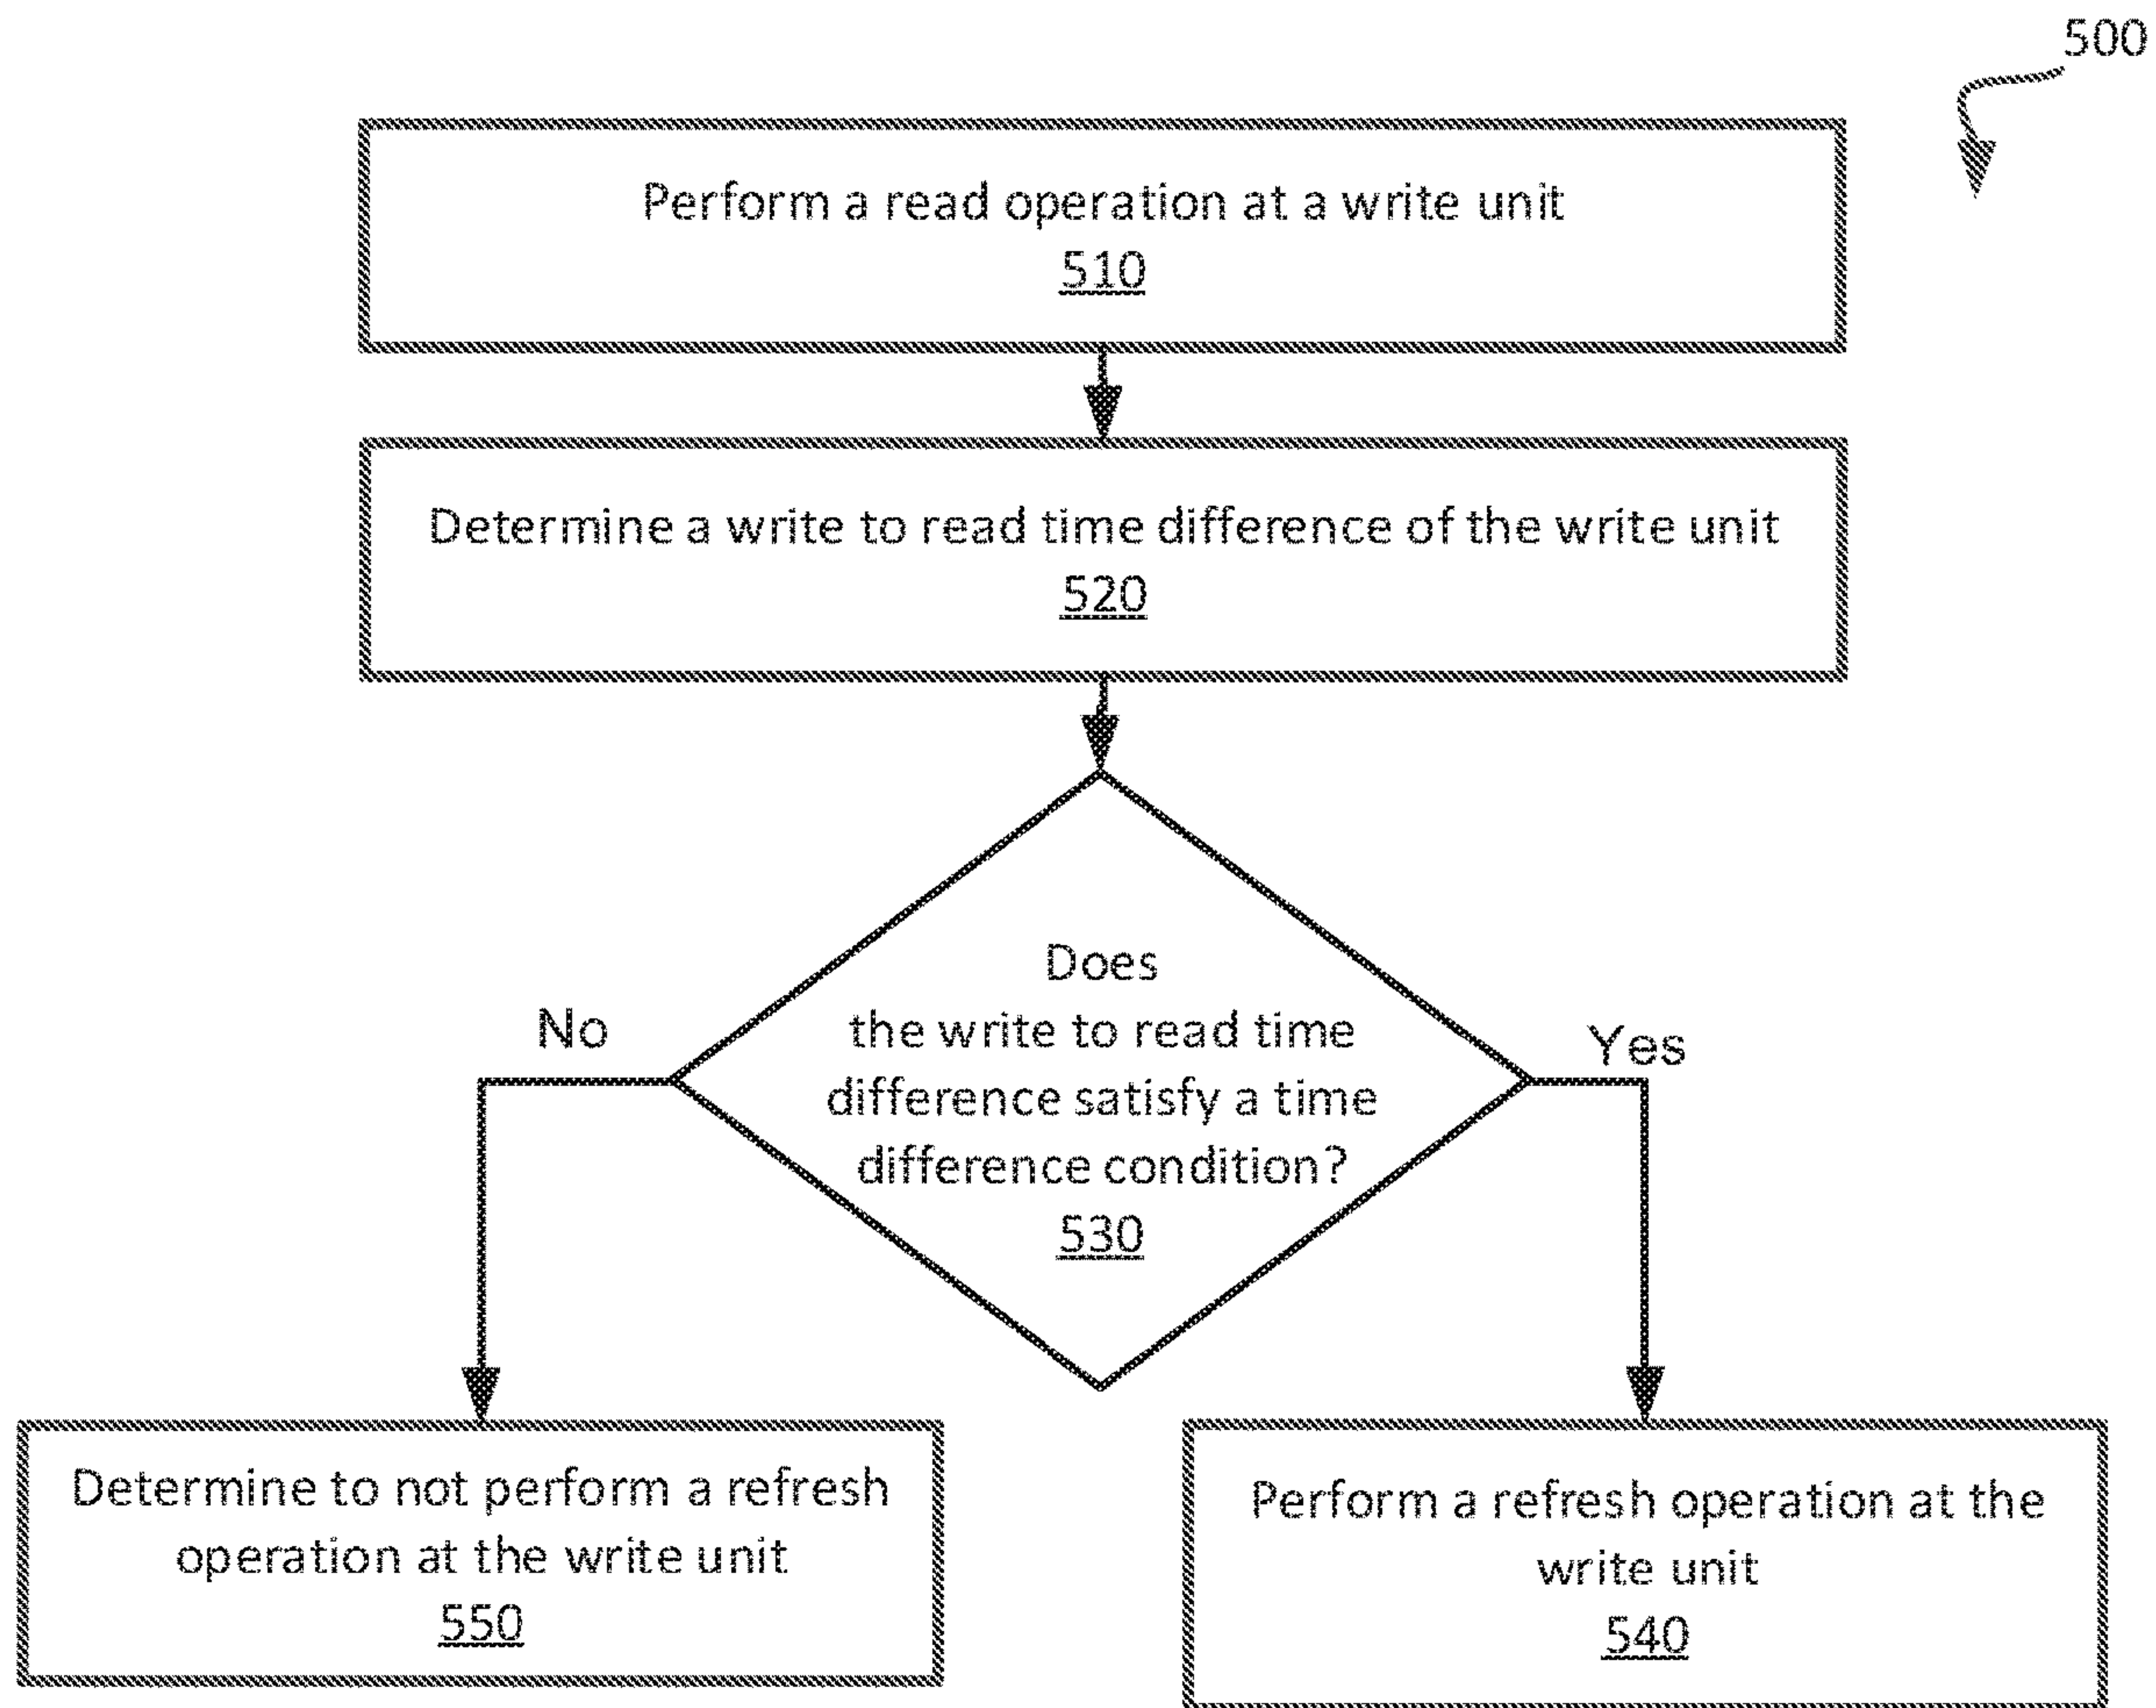 500
Perform a read operation at a write unit
510
Determine a write to read time difference of the write unit
520
Does
the write to read time
difference satisfy a time
difference condition?
530
No
Yes
Determine to not perform a refresh
operation at the write unit
550
Perform a refresh operation at the
write unit
540